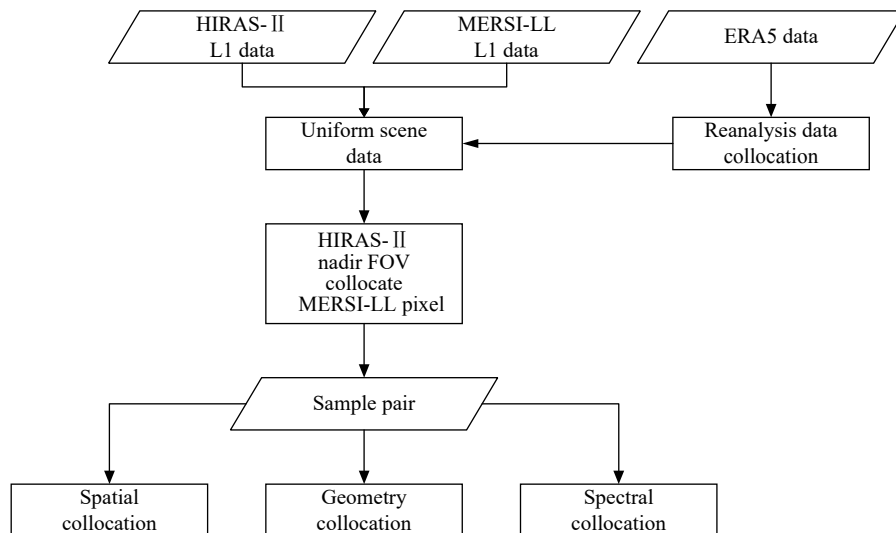 HIRAS-Ⅱ
L1 data
MERSI-LL
L1 data
ERA5 data
Uniform scene
data
Reanalysis data
collocation
HIRAS-Ⅱ
nadir FOV
collocate
MERSI-LL pixel
Sample pair
Spatial
collocation
Geometry
collocation
Spectral
collocation